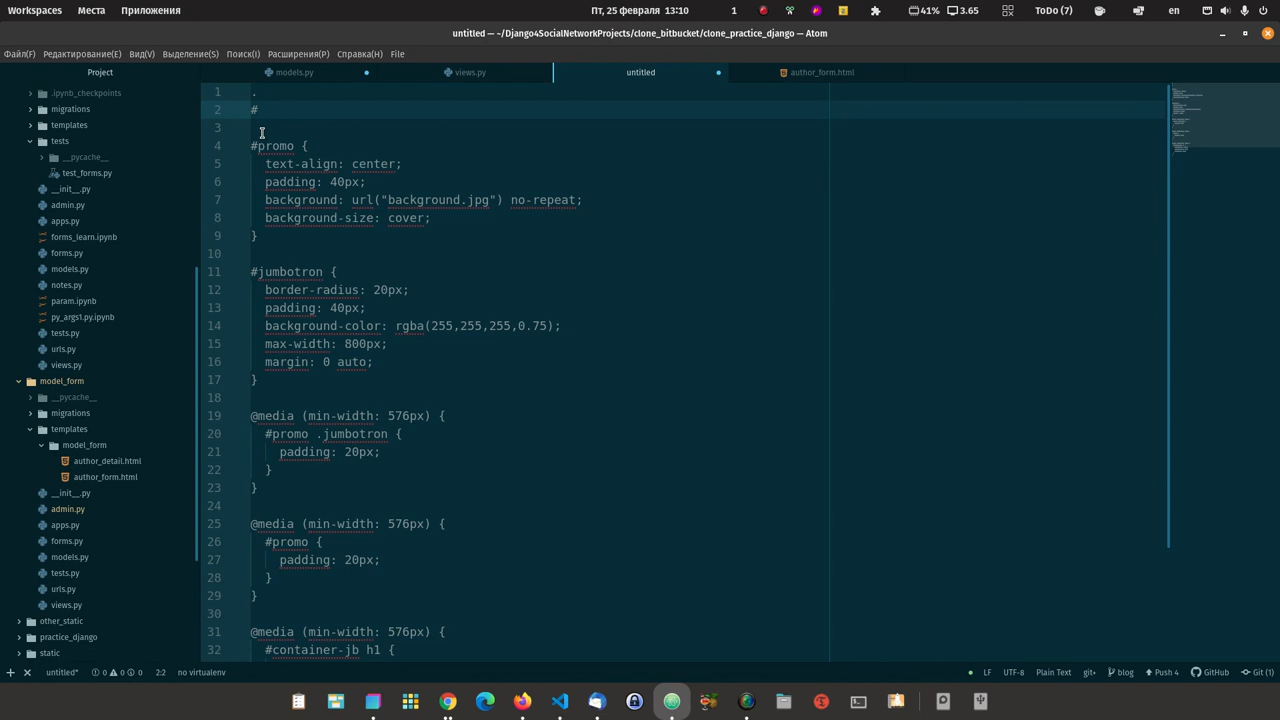 Workspaces Места Приложения Пт, 25 февраля 13:10 1 41% 3.65 ToDo (7) en
untitled — ~/Django4SocialNetworkProjects/clone_bitbucket/clone_practice_django — Atom
Файл(F) Редактирование(E) Вид(V) Выделение(S) Поиск(I) Расширения(P) Справка(H) File
Project
models.py views.py untitled author_form.html
.ipynb_checkpoints
migrations
templates
tests
__pycache__
test_forms.py
__init__.py
admin.py
apps.py
forms_learn.ipynb
forms.py
models.py
notes.py
param.ipynb
py_args1.py.ipynb
tests.py
urls.py
views.py
model_form
__pycache__
migrations
templates
model_form
author_detail.html
author_form.html
__init__.py
admin.py
apps.py
forms.py
models.py
tests.py
urls.py
views.py
other_static
practice_django
static
1 .
2 #
3
4 #promo {
5 text-align: center;
6 padding: 40px;
7 background: url("background.jpg") no-repeat;
8 background-size: cover;
9 }
10
11 #jumbotron {
12 border-radius: 20px;
13 padding: 40px;
14 background-color: rgba(255,255,255,0.75);
15 max-width: 800px;
16 margin: 0 auto;
17 }
18
19 @media (min-width: 576px) {
20 #promo .jumbotron {
21 padding: 20px;
22 }
23 }
24
25 @media (min-width: 576px) {
26 #promo {
27 padding: 20px;
28 }
29 }
30
31 @media (min-width: 576px) {
32 #container-jb h1 {
untitled* 0 0 0 2:2 no virtualenv LF UTF-8 Plain Text git+ blog Push 4 GitHub Git (1)